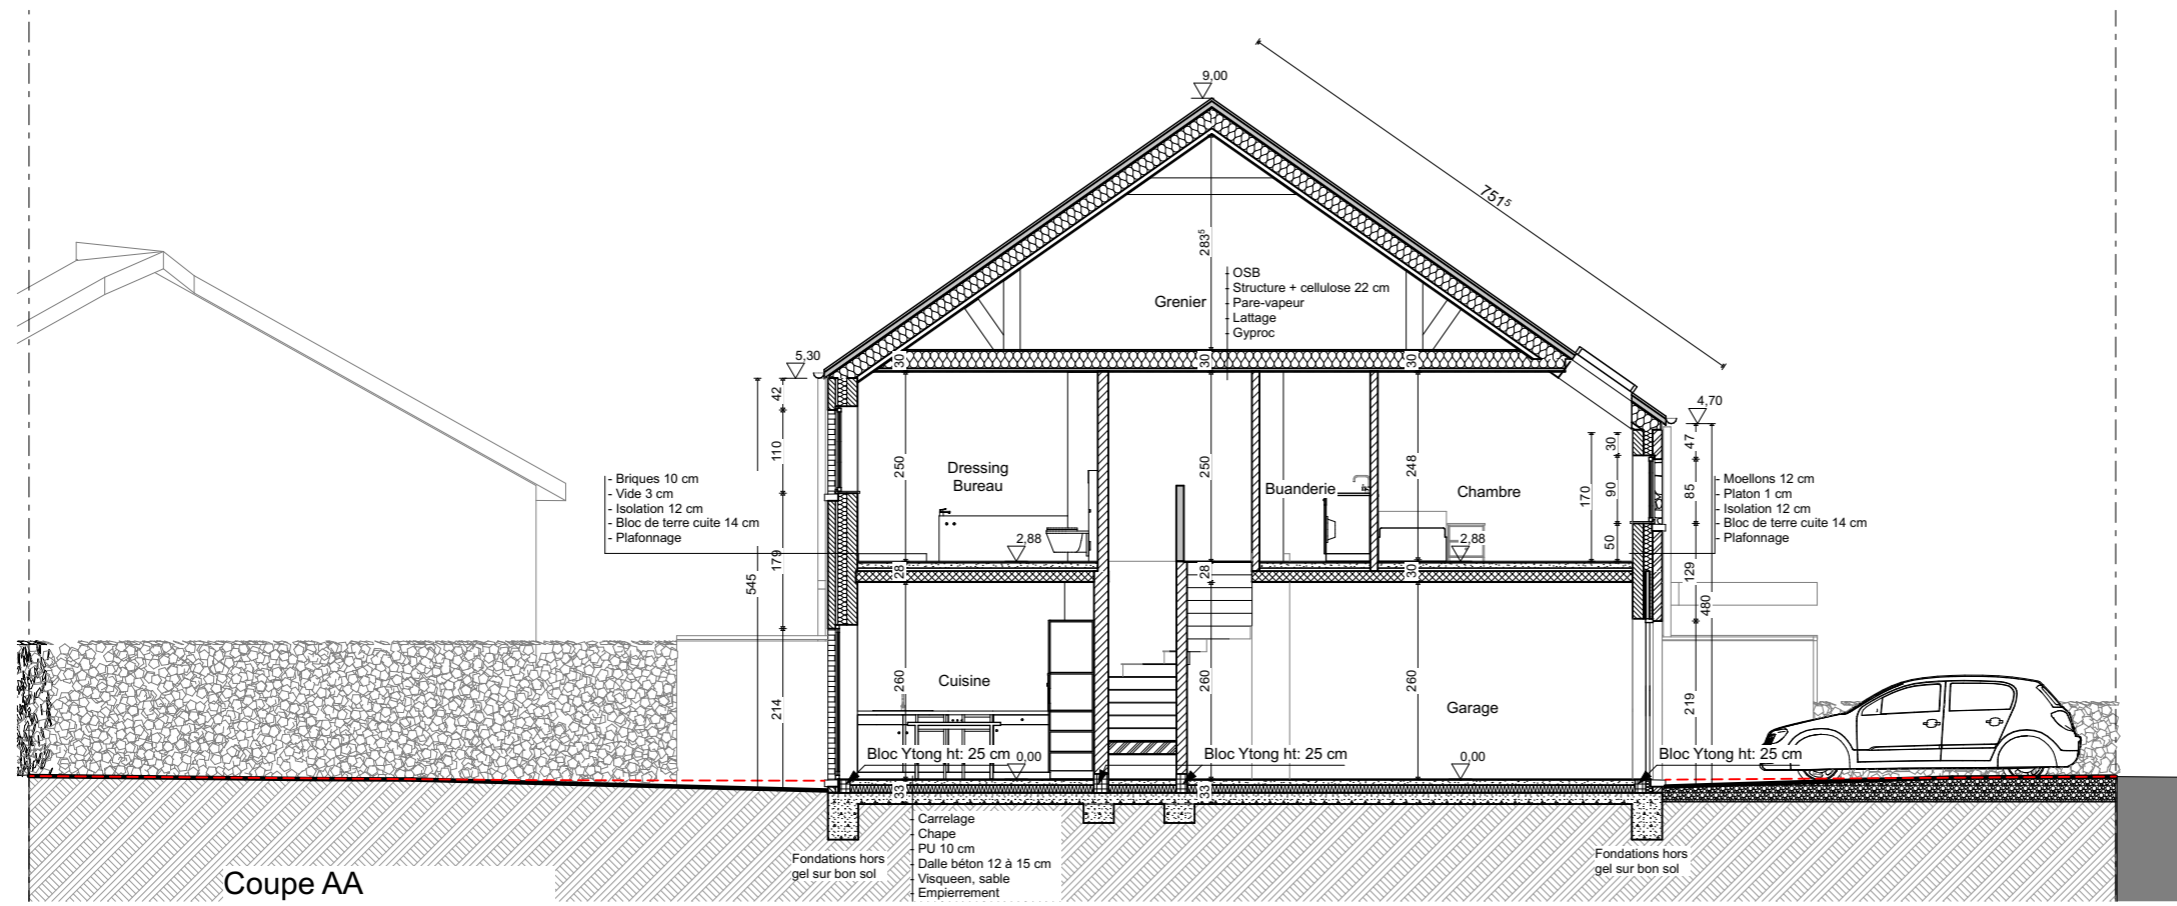 9,00
751⁵
283⁵
- OSB
- Structure + cellulose 22 cm
- Pare-vapeur
- Lattage
- Gyproc
Grenier
5,30
30
30
30
4,70
42
110
179
545
214
250
250
248
170
30
90
50
47
85
129
480
219
Dressing
Bureau
Buanderie
Chambre
- Briques 10 cm
- Vide 3 cm
- Isolation 12 cm
- Bloc de terre cuite 14 cm
- Plafonnage
- Moellons 12 cm
- Platon 1 cm
- Isolation 12 cm
- Bloc de terre cuite 14 cm
- Plafonnage
2,88
2,88
28
28
30
260
260
260
Cuisine
Garage
Bloc Ytong ht: 25 cm
0,00
Bloc Ytong ht: 25 cm
0,00
Bloc Ytong ht: 25 cm
33
33
- Carrelage
- Chape
- PU 10 cm
- Dalle béton 12 à 15 cm
- Visqueen, sable
- Empierrement
Fondations hors
gel sur bon sol
Fondations hors
gel sur bon sol
Coupe AA